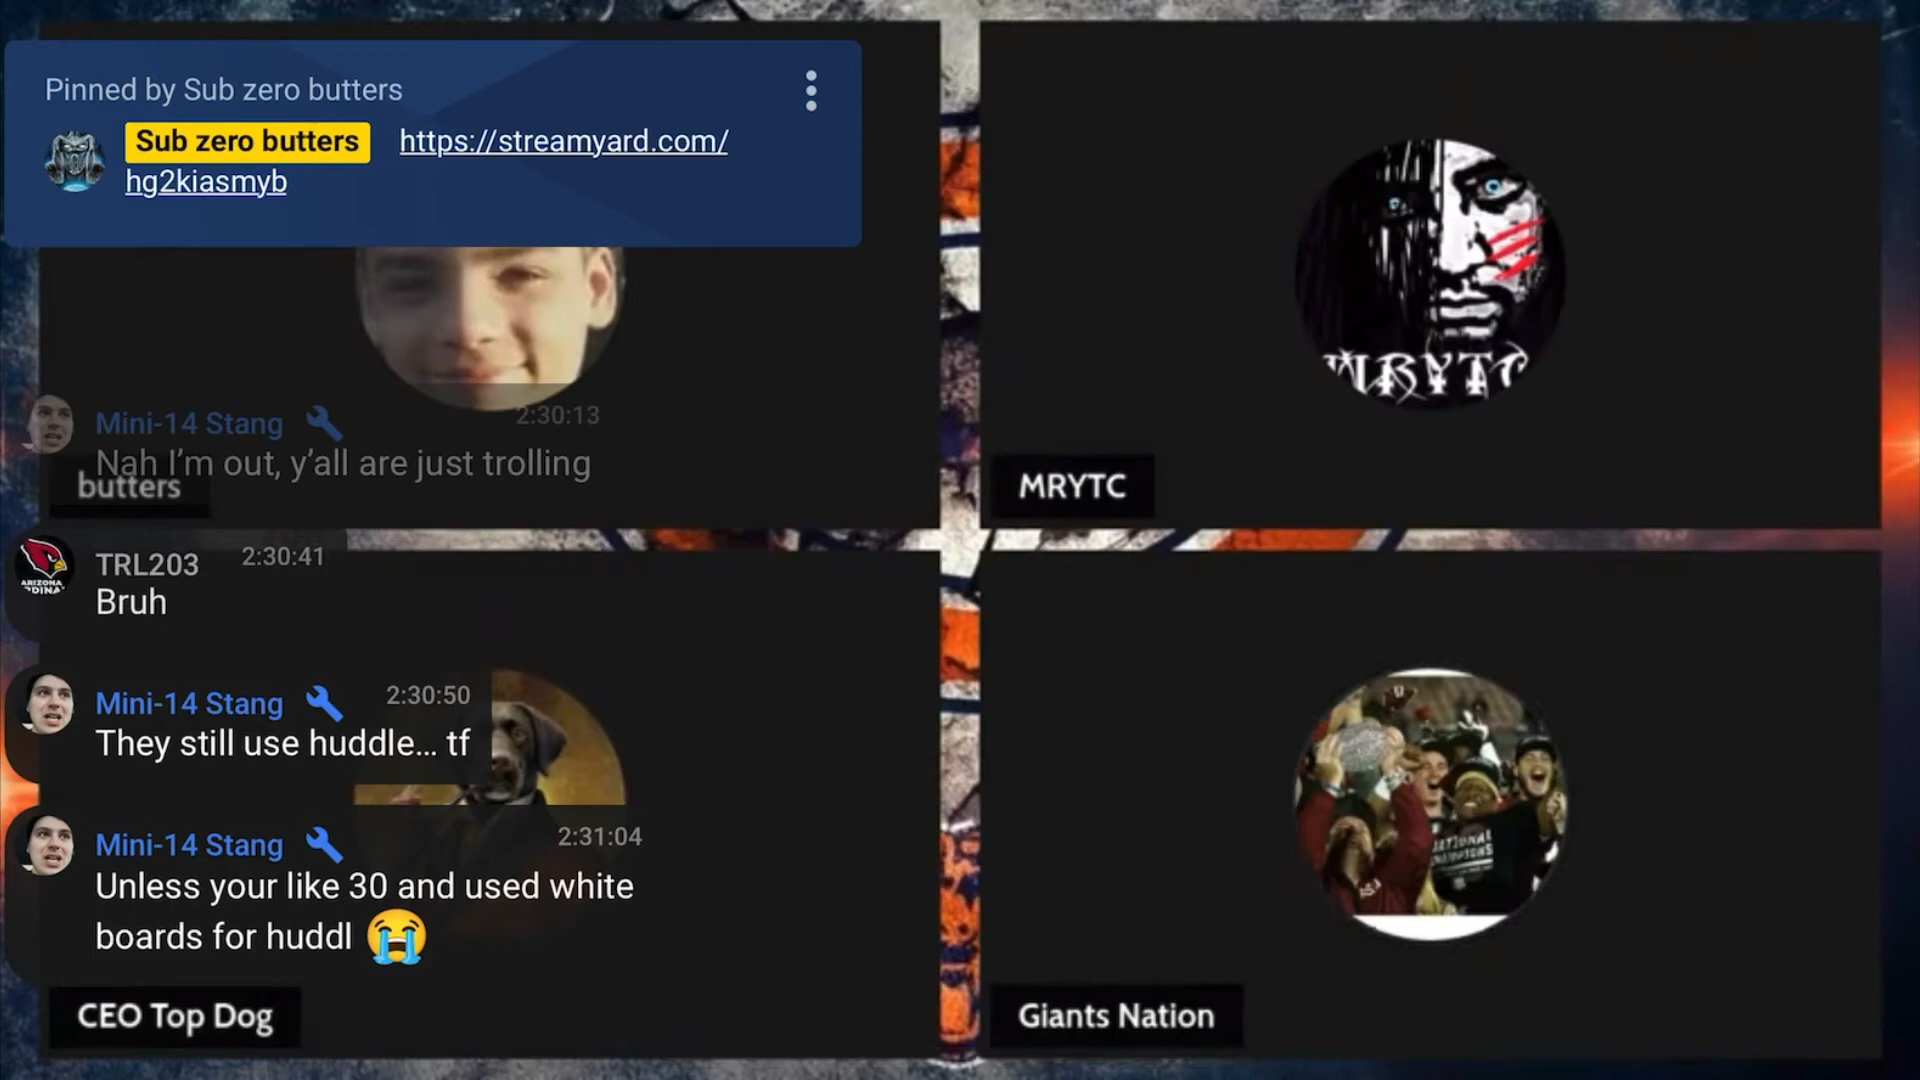 Pinned by Sub zero butters
Sub zero butters https://streamyard.com/
hg2kiasmyb
Mini-14 Stang 2:30:13
Nah I’m out, y’all are just trolling
butters
MRYTC
TRL203 2:30:41
Bruh
ARIZONA
Mini-14 Stang 2:30:50
They still use huddle... tf
Mini-14 Stang 2:31:04
Unless your like 30 and used white
boards for huddl 😭
CEO Top Dog
Giants Nation